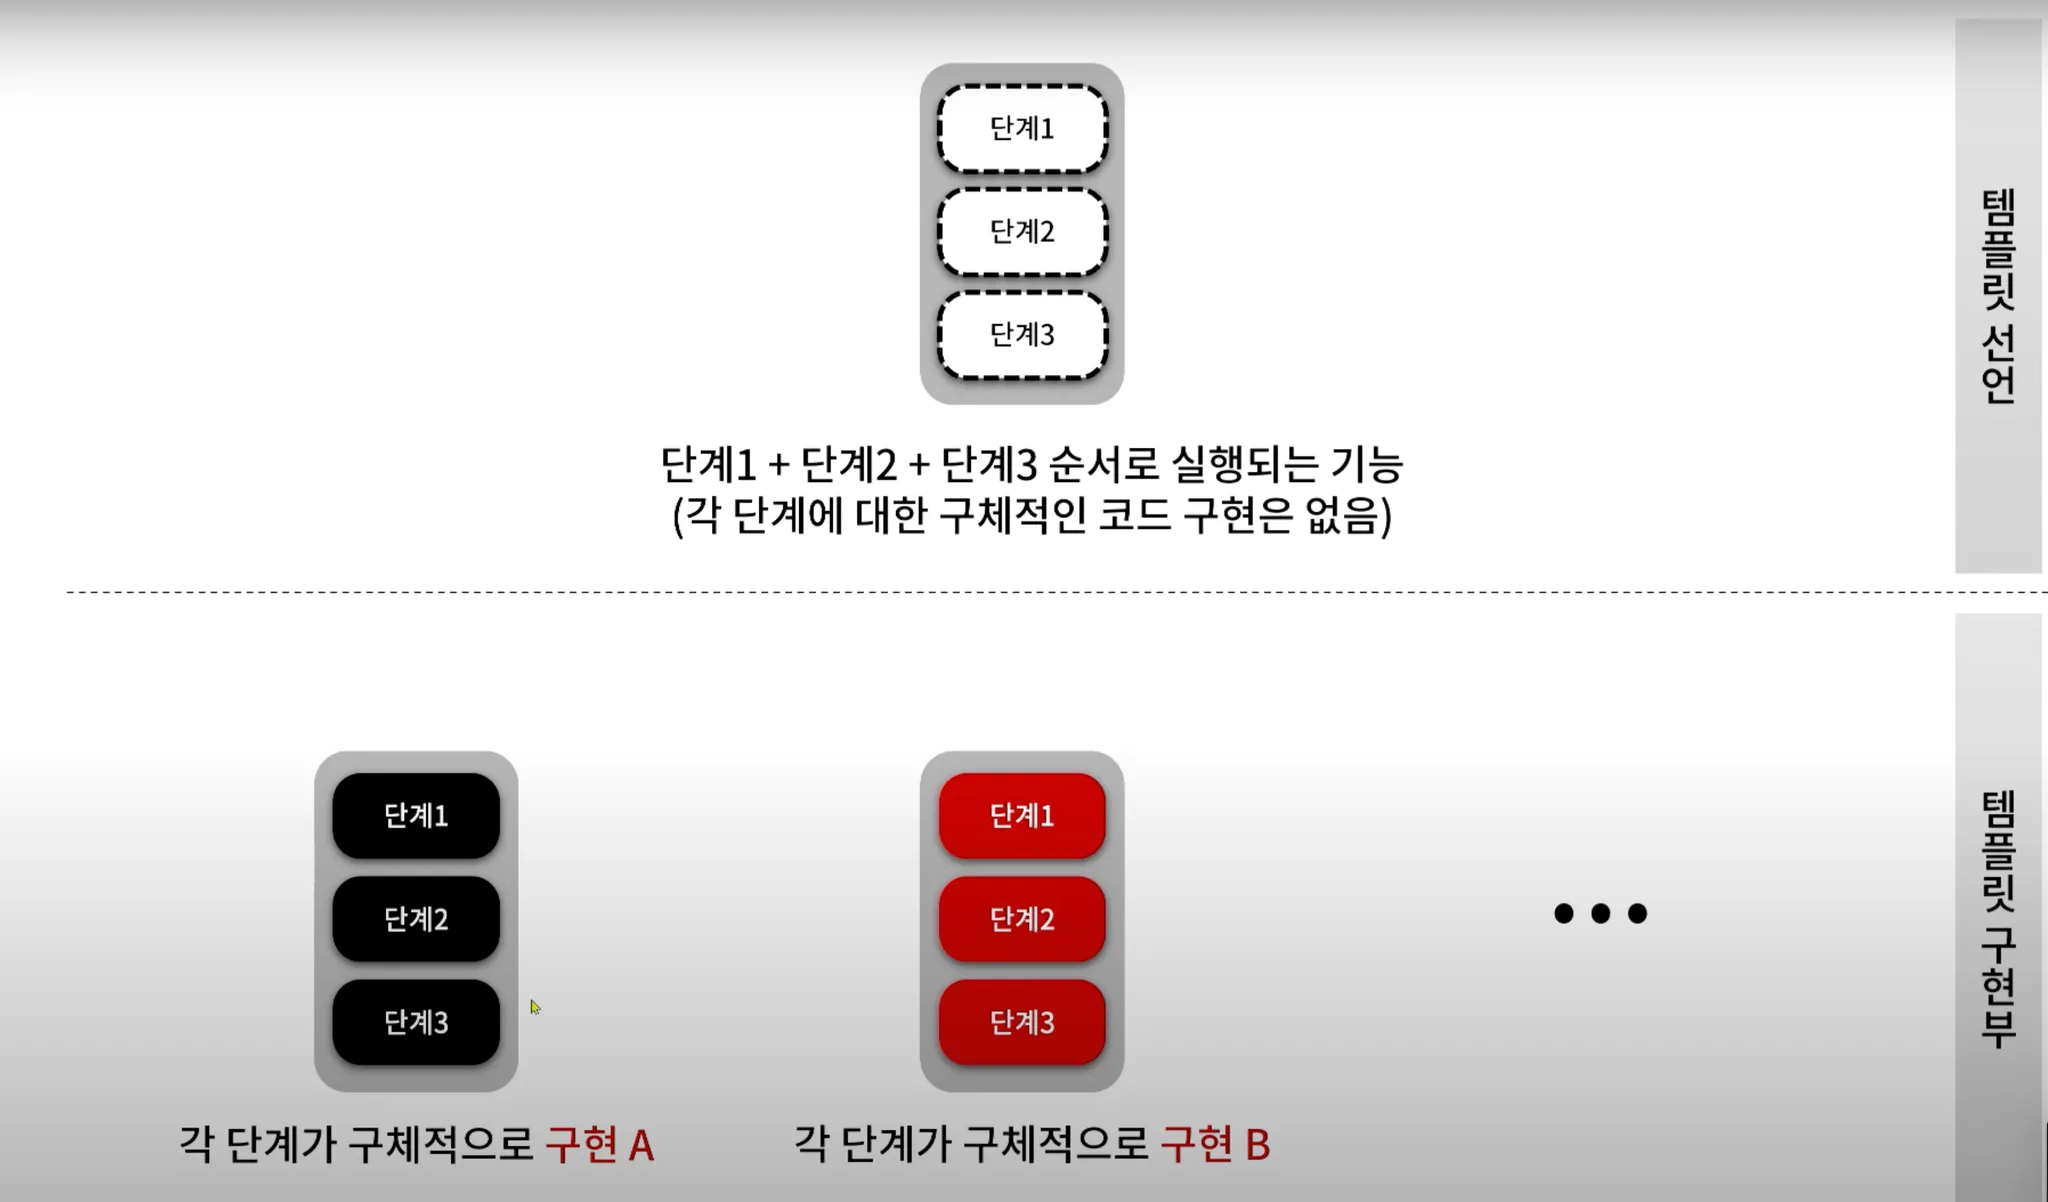 단계1
단계2
단계3
단계1 + 단계2 + 단계3 순서로 실행되는 기능
(각 단계에 대한 구체적인 코드 구현은 없음)
템플릿 선언
단계1
단계2
단계3
각 단계가 구체적으로 구현 A
단계1
단계2
단계3
각 단계가 구체적으로 구현 B
•••
템플릿 구현부